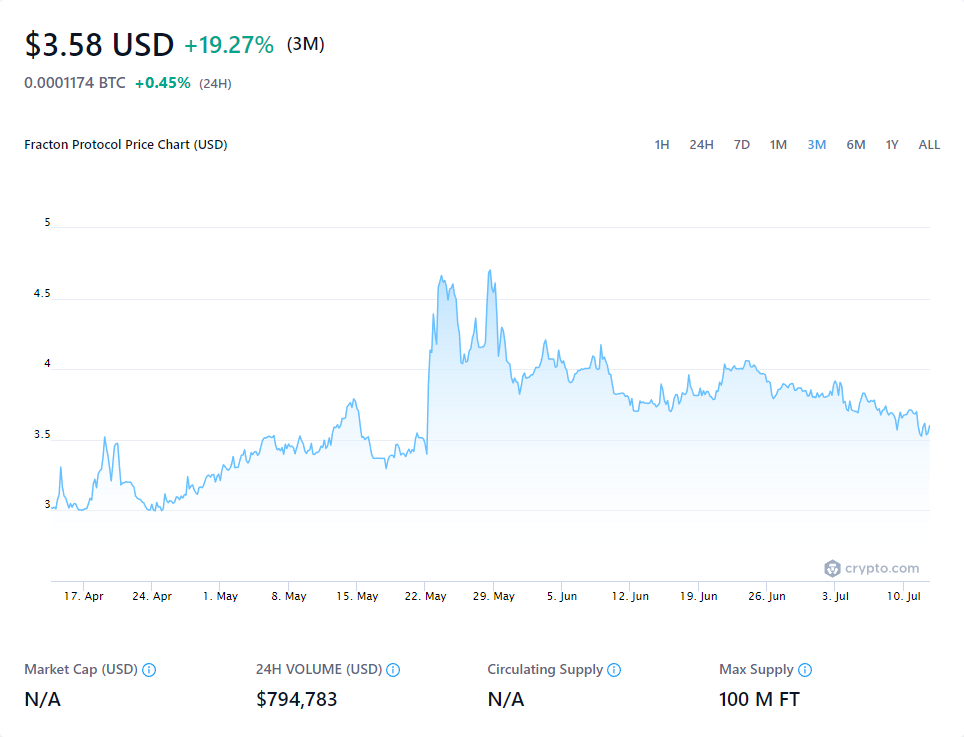 $3.58 USD +19.27% (3M)
0.0001174 BTC +0.45% (24H)
Fracton Protocol Price Chart (USD)
1H 24H 7D 1M 3M 6M 1Y ALL
5
4.5
4
3.5
3
crypto.com
17. Apr 24. Apr 1. May 8. May 15. May 22. May 29. May 5. Jun 12. Jun 19. Jun 26. Jun 3. Jul 10. Jul
Market Cap (USD) 24H VOLUME (USD) Circulating Supply Max Supply
N/A $794,783 N/A 100 M FT